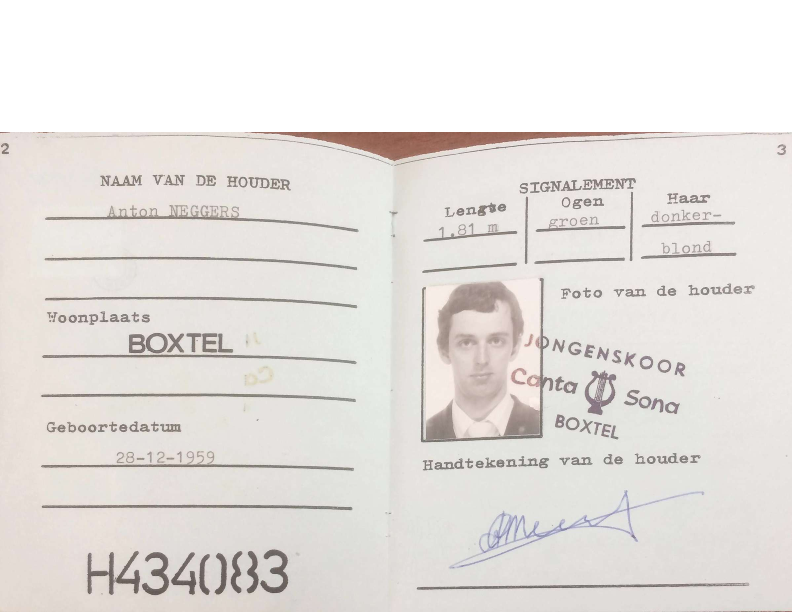 2
NAAM VAN DE HOUDER
Anton NEGGERS
Woonplaats
BOXTEL
Geboortedatum
28-12-1959
H434083
3
SIGNALEMENT
Lengte Ogen Haar
1.81 m groen donker-
blond
Foto van de houder
JONGENSKOOR
Canta Sona
BOXTEL
Handtekening van de houder